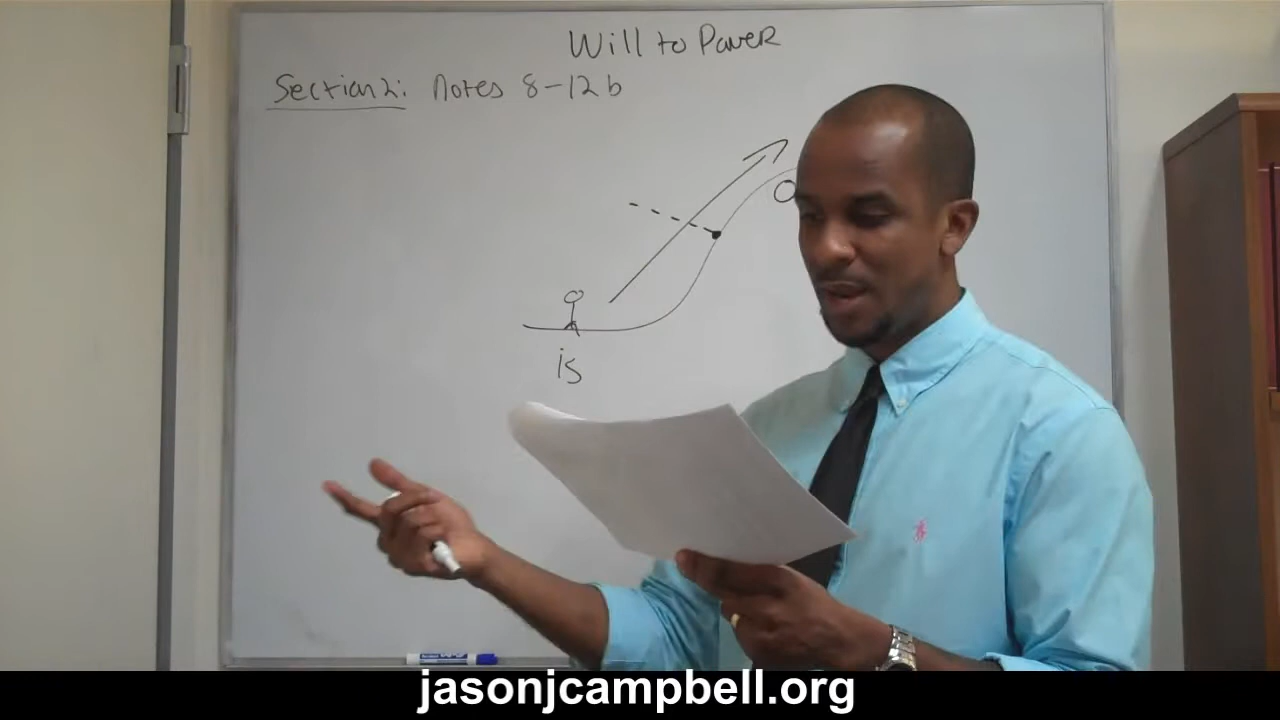 Will to Power
Section 2: Notes 8-12b
is
jasonjcampbell.org